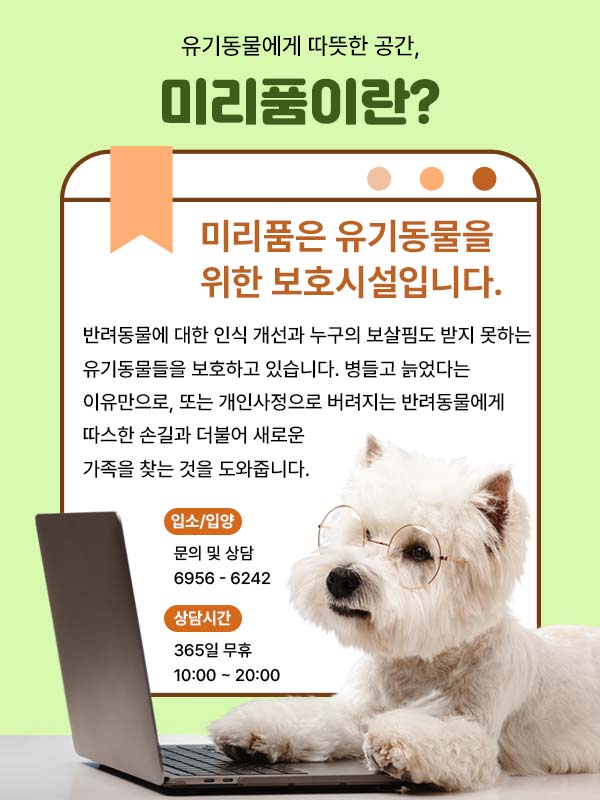 유기동물에게 따뜻한 공간,
미리품이란?
미리품은 유기동물을
위한 보호시설입니다.
반려동물에 대한 인식 개선과 누구의 보살핌도 받지 못하는
유기동물들을 보호하고 있습니다. 병들고 늙었다는
이유만으로, 또는 개인사정으로 버려지는 반려동물에게
따스한 손길과 더불어 새로운
가족을 찾는 것을 도와줍니다.
입소/입양
문의 및 상담
6956 - 6242
상담시간
365일 무휴
10:00 ~ 20:00